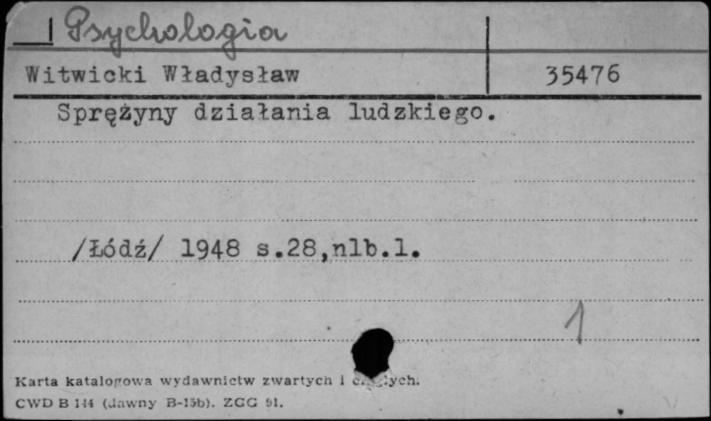 Psychologia
Witwicki Władysław 35476
Sprężyny działania ludzkiego.
/Łódź/ 1948 s.28,nlb.1.
1
Karta katalogowa wydawnictw zwartych i
CWD B 144 (dawny B-15b). ZGG 91.